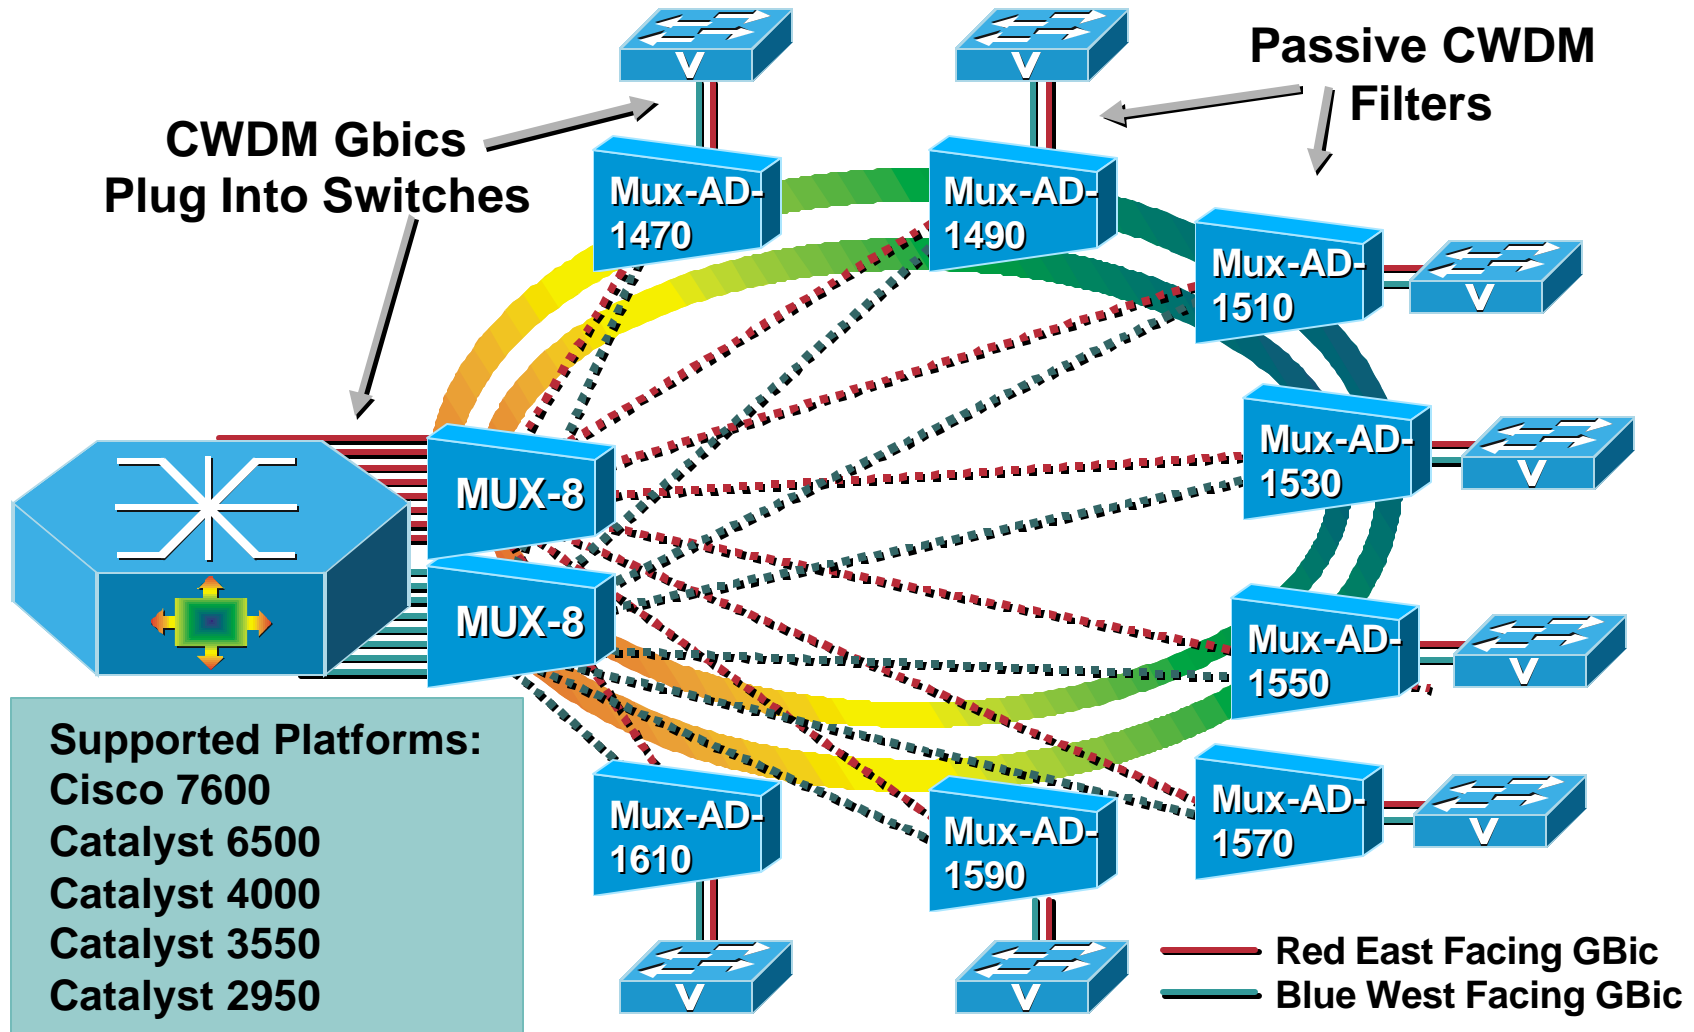 Passive CWDM
Filters
CWDM Gbics
Plug Into Switches
V
V
Mux-AD-
1470
Mux-AD-
1490
Mux-AD-
1510
V
Mux-AD-
1530
V
MUX-8
MUX-8
Mux-AD-
1550
V
Mux-AD-
1570
V
Mux-AD-
1590
V
Mux-AD-
1610
V
Supported Platforms:
Cisco 7600
Catalyst 6500
Catalyst 4000
Catalyst 3550
Catalyst 2950
Red East Facing GBic
Blue West Facing GBic